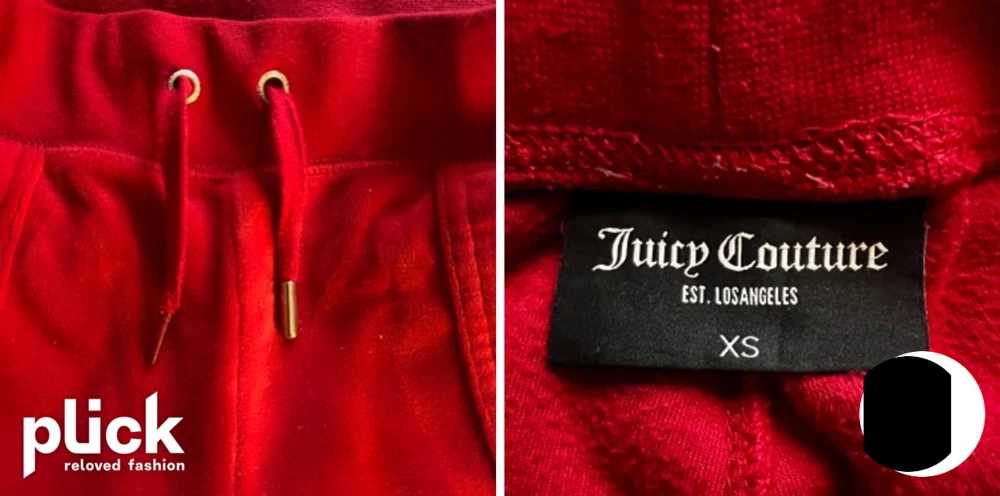 plick
reloved fashion
Juicy Couture
EST. LOSANGELES
XS